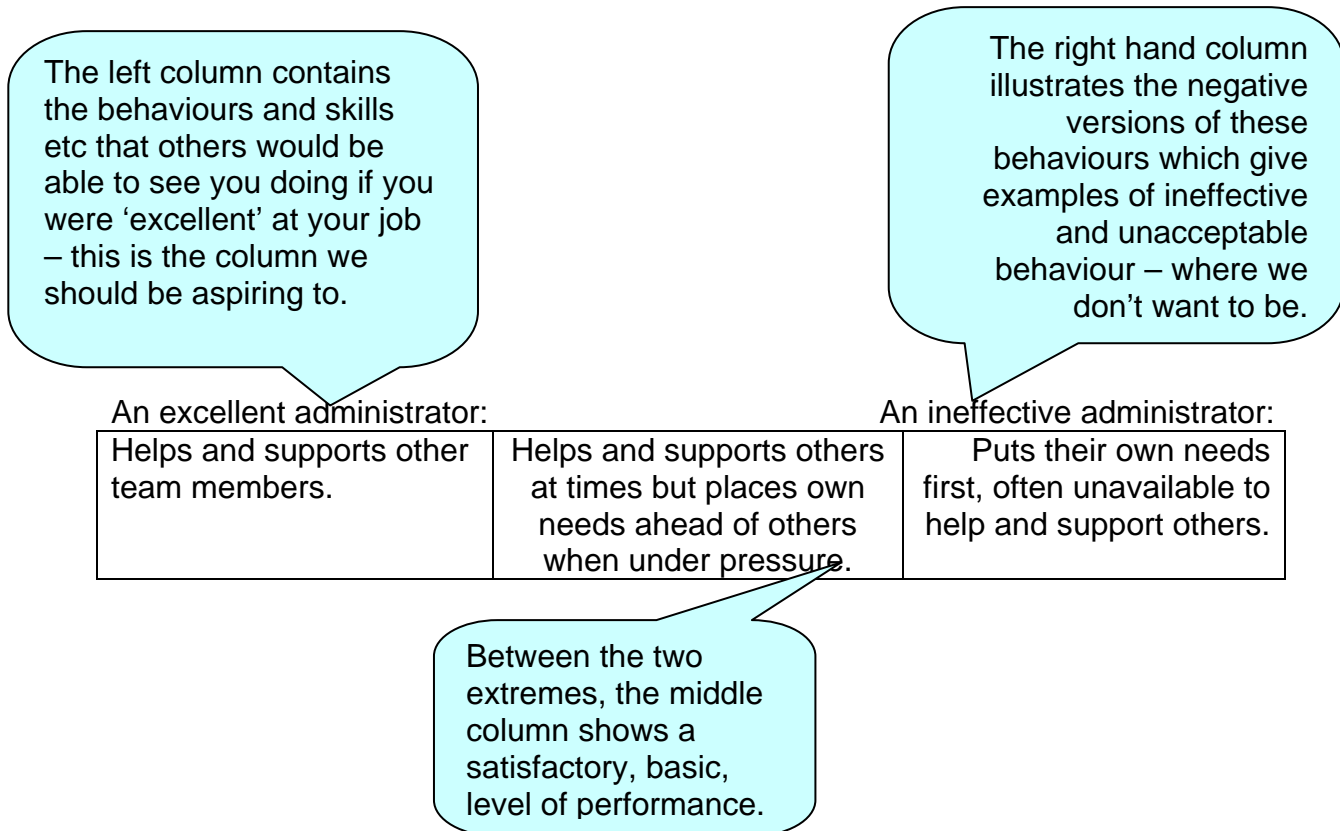 The left column contains
the behaviours and skills
etc that others would be
able to see you doing if you
were ‘excellent’ at your job
– this is the column we
should be aspiring to.
The right hand column
illustrates the negative
versions of these
behaviours which give
examples of ineffective
and unacceptable
behaviour – where we
don’t want to be.
An excellent administrator:
An ineffective administrator:
Helps and supports other
team members.
Helps and supports others
at times but places own
needs ahead of others
when under pressure.
Puts their own needs
first, often unavailable to
help and support others.
Between the two
extremes, the middle
column shows a
satisfactory, basic,
level of performance.